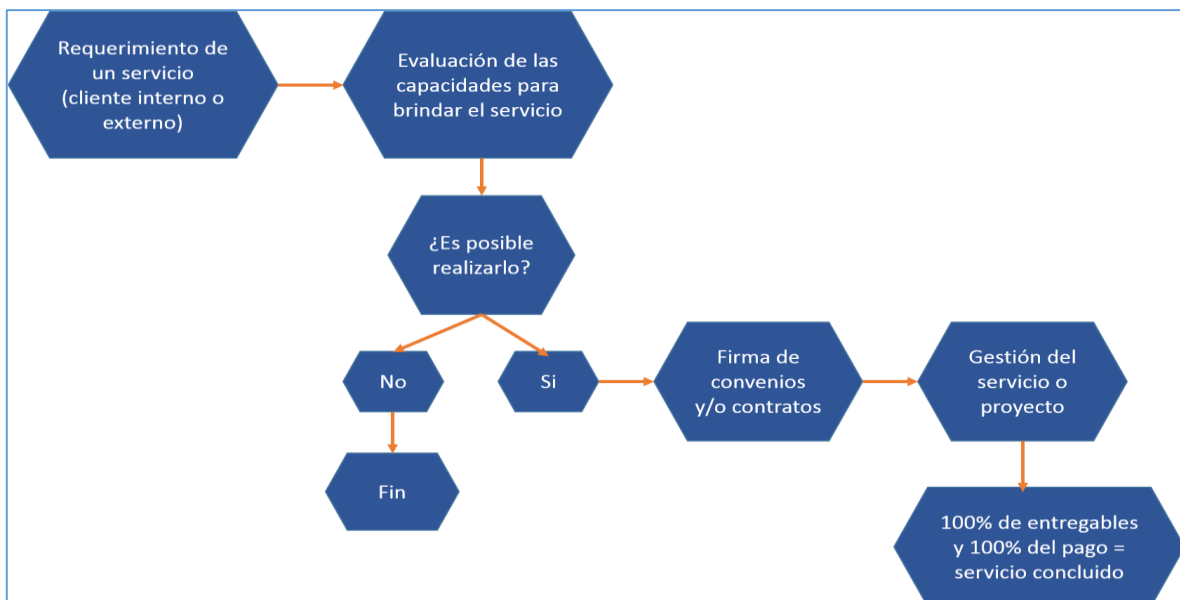 Requerimiento de
un servicio
(cliente interno o
externo)
Evaluación de las
capacidades para
brindar el servicio
¿Es posible
realizarlo?
No
Si
Firma de
convenios
y/o contratos
Gestión del
servicio o
proyecto
Fin
100% de entregables
y 100% del pago =
servicio concluido